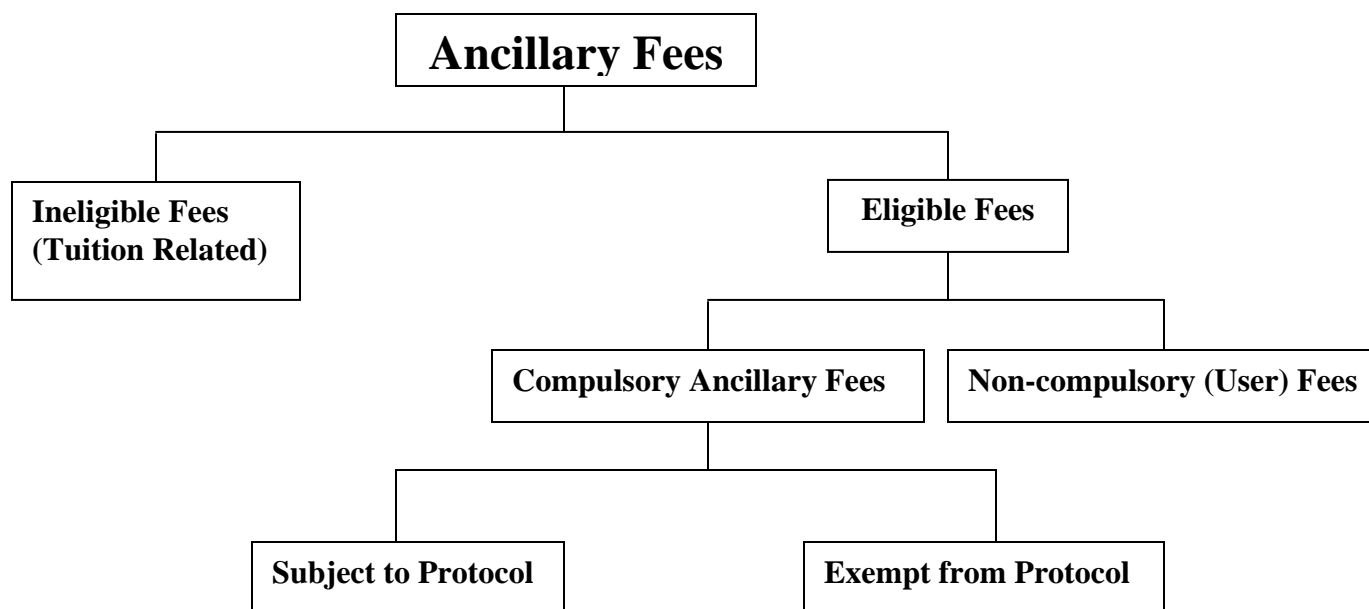 Ancillary Fees
Ineligible Fees
(Tuition Related)
Eligible Fees
Compulsory Ancillary Fees
Non-compulsory (User) Fees
Subject to Protocol
Exempt from Protocol